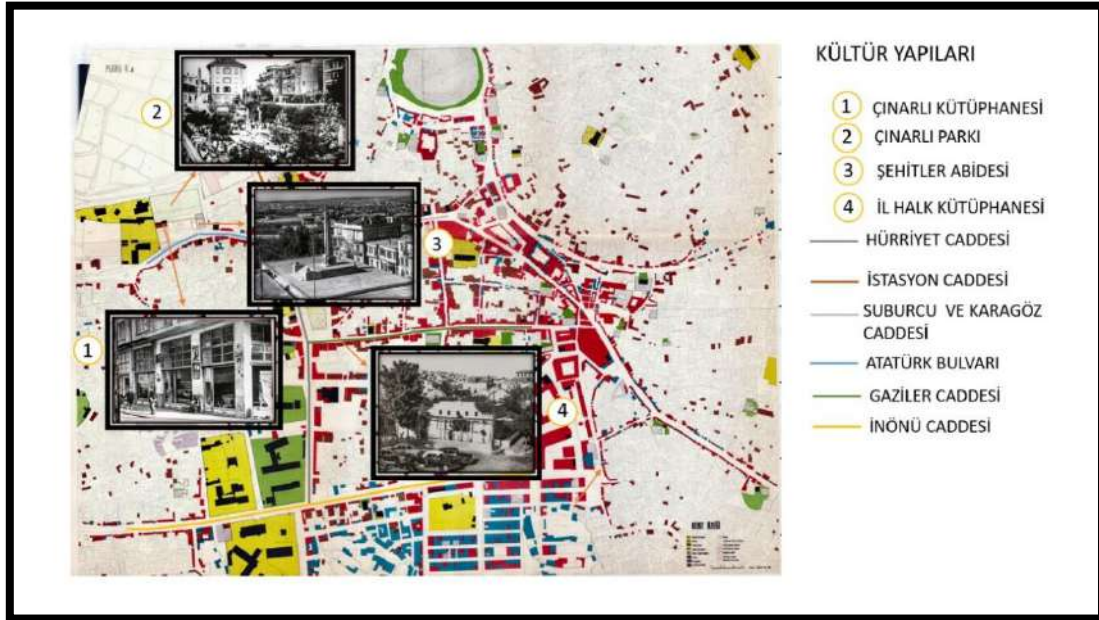 KÜLTÜR YAPILARI
1 ÇINARLI KÜTÜPHANESİ
2 ÇINARLI PARKI
3 ŞEHİTLER ABİDESİ
4 İL HALK KÜTÜPHANESİ
HÜRRİYET CADDESİ
İSTASYON CADDESİ
SUBURCU VE KARAGÖZ
CADDESİ
ATATÜRK BULVARI
GAZİLER CADDESİ
İNÖNÜ CADDESİ
2
3
1
4